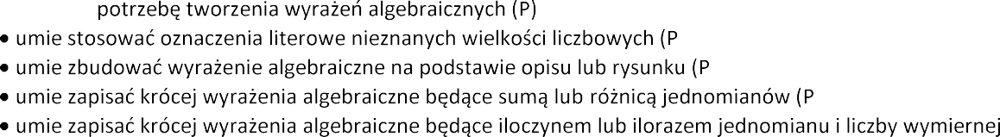 potrzebę tworzenia wyrażeń algebraicznych (P)
• umie stosować oznaczenia literowe nieznanych wielkości liczbowych (P
• umie zbudować wyrażenie algebraiczne na podstawie opisu lub rysunku (P
• umie zapisać krócej wyrażenia algebraiczne będące sumą lub różnicą jednomianów (P
• umie zapisać krócej wyrażenia algebraiczne będące iloczynem lub ilorazem jednomianu i liczby wymiernej